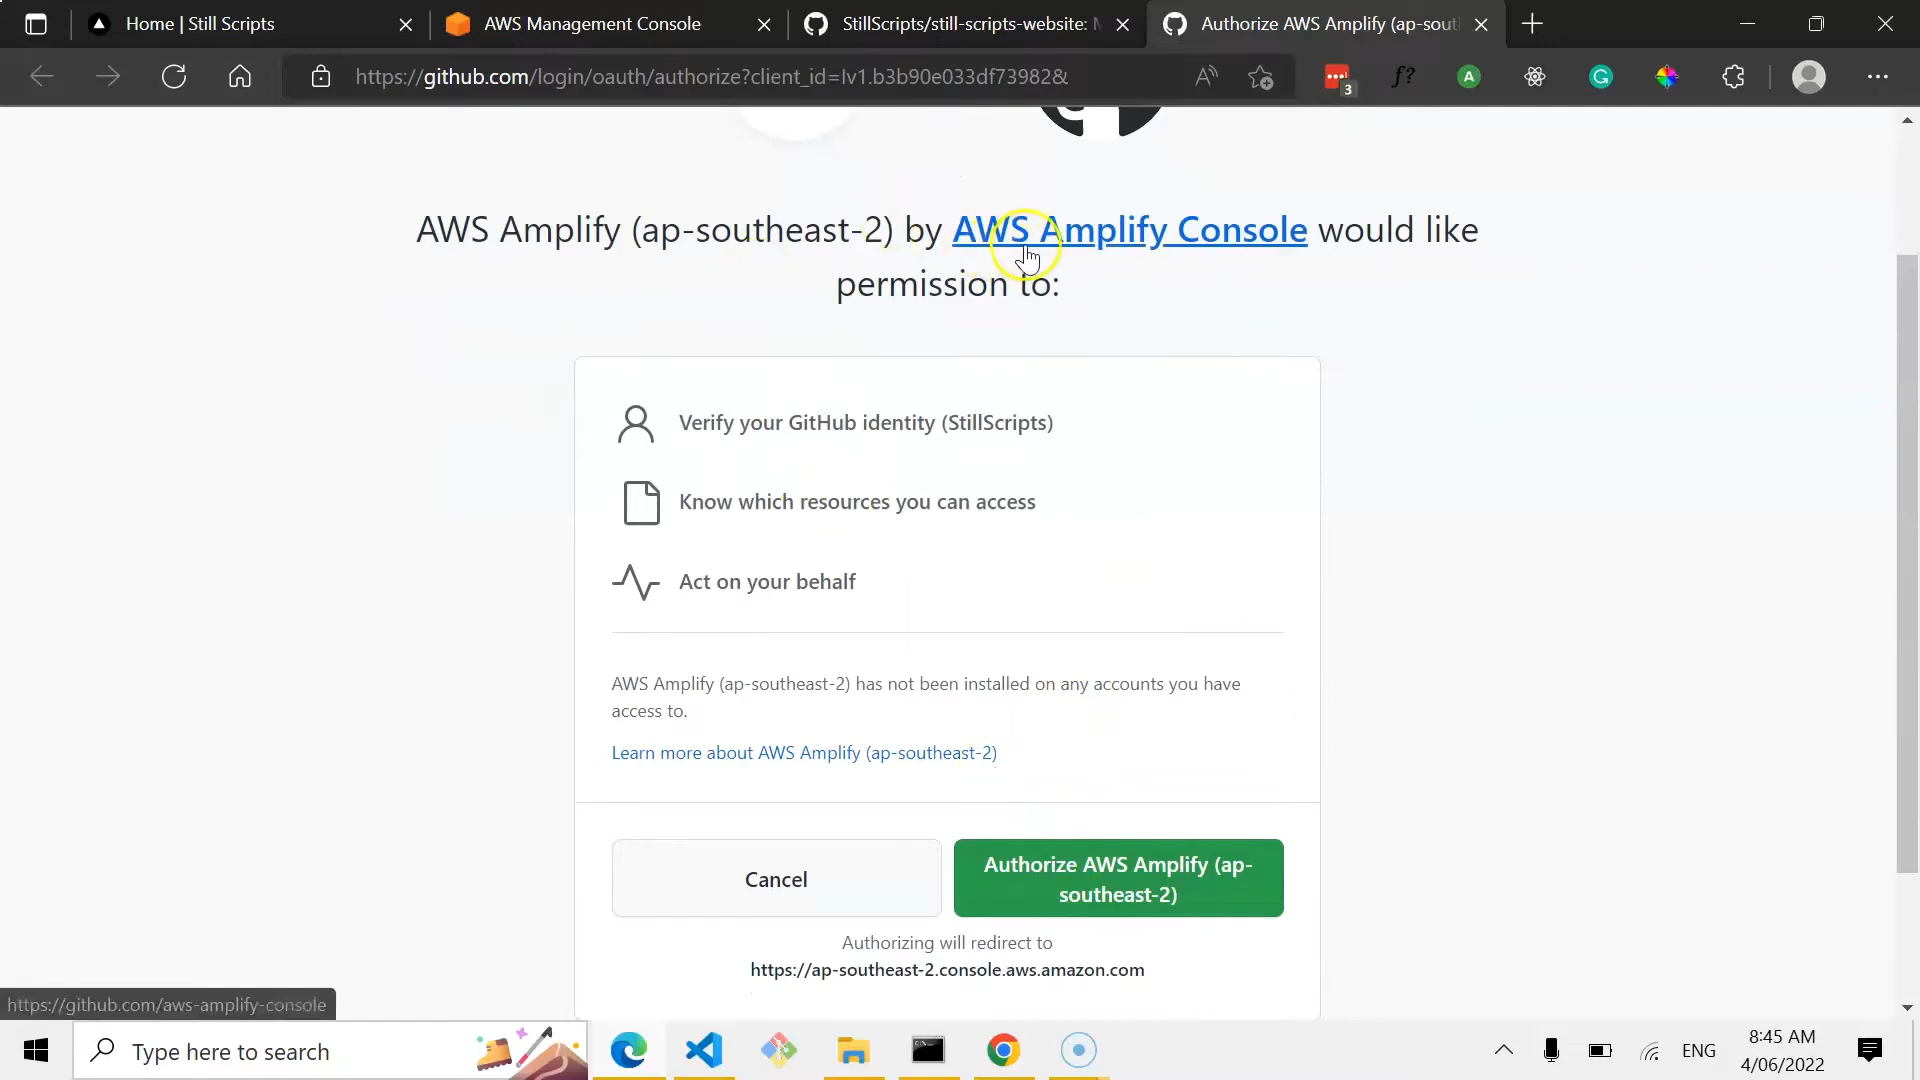 Home | Still Scripts
AWS Management Console
StillScripts/still-scripts-website:
Authorize AWS Amplify (ap-sout
https://github.com/login/oauth/authorize?client_id=Iv1.b3b90e033df73982&
A
3
f?
A
G
AWS Amplify (ap-southeast-2) by AWS Amplify Console would like
permission to:
Verify your GitHub identity (StillScripts)
Know which resources you can access
Act on your behalf
AWS Amplify (ap-southeast-2) has not been installed on any accounts you have
access to.
Learn more about AWS Amplify (ap-southeast-2)
Cancel
Authorize AWS Amplify (ap-
southeast-2)
Authorizing will redirect to
https://ap-southeast-2.console.aws.amazon.com
https://github.com/aws-amplify-console
Type here to search
ENG
8:45 AM
4/06/2022